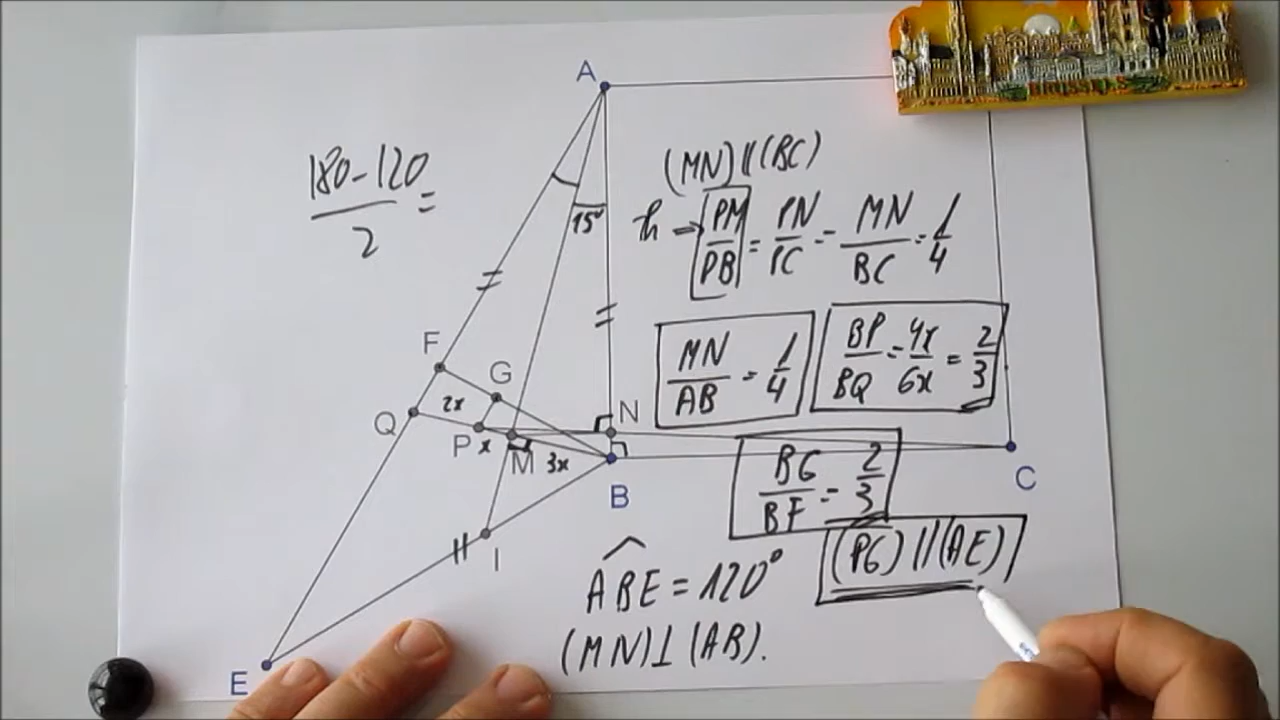 A
180-120
2
=
(MN)//(BC)
15°
h → PM/PB = PN/PC = MN/BC = 1/4
MN/AB = 1/4
BP/BQ = 4x/6x = 2/3
F
G
2x
Q
N
P
x
M
3x
B
C
BG/BF = 2/3
(PG)//(AE)
I
ABE = 120°
(MN)⊥(AB).
E